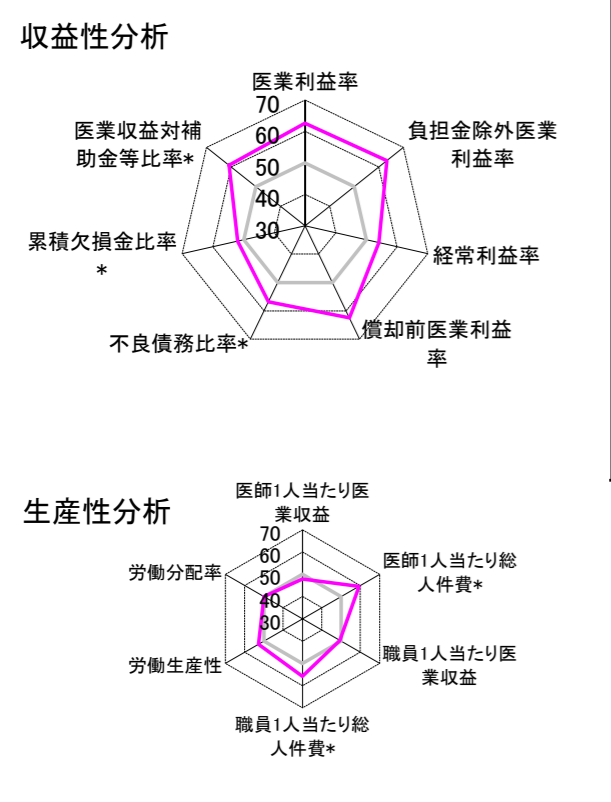 収益性分析
医業利益率
70
60
50
40
30
負担金除外医業
利益率
経常利益率
償却前医業利益
率
不良債務比率*
累積欠損金比率
*
医業収益対補
助金等比率*
生産性分析
医師1人当たり医
業収益
70
60
50
40
30
医師1人当たり総
人件費*
職員1人当たり医
業収益
職員1人当たり総
人件費*
労働生産性
労働分配率